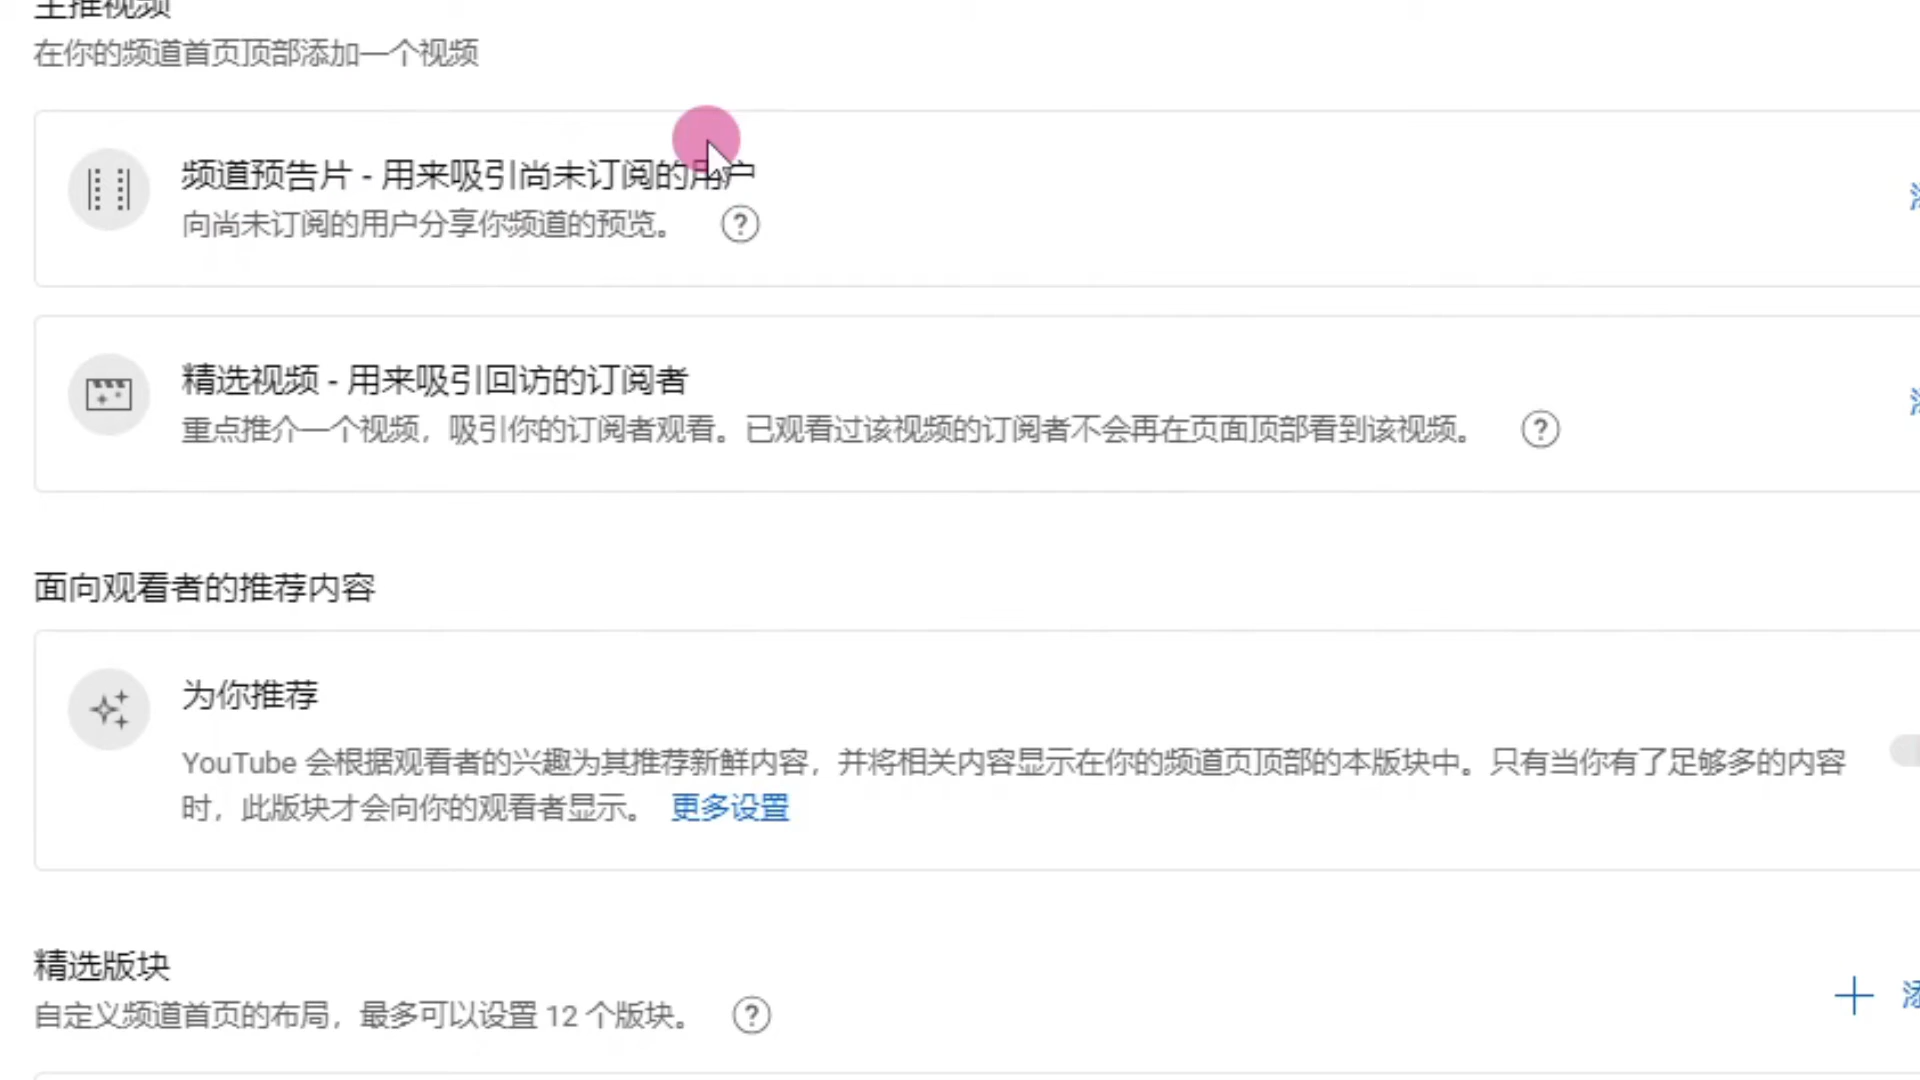 主推视频
在你的频道首页顶部添加一个视频
频道预告片 - 用来吸引尚未订阅的用户
向尚未订阅的用户分享你频道的预览。
精选视频 - 用来吸引回访的订阅者
重点推介一个视频，吸引你的订阅者观看。已观看过该视频的订阅者不会再在页面顶部看到该视频。
面向观看者的推荐内容
为你推荐
YouTube 会根据观看者的兴趣为其推荐新鲜内容，并将相关内容显示在你的频道页顶部的本版块中。只有当你有了足够多的内容
时，此版块才会向你的观看者显示。 更多设置
精选版块
自定义频道首页的布局，最多可以设置 12 个版块。